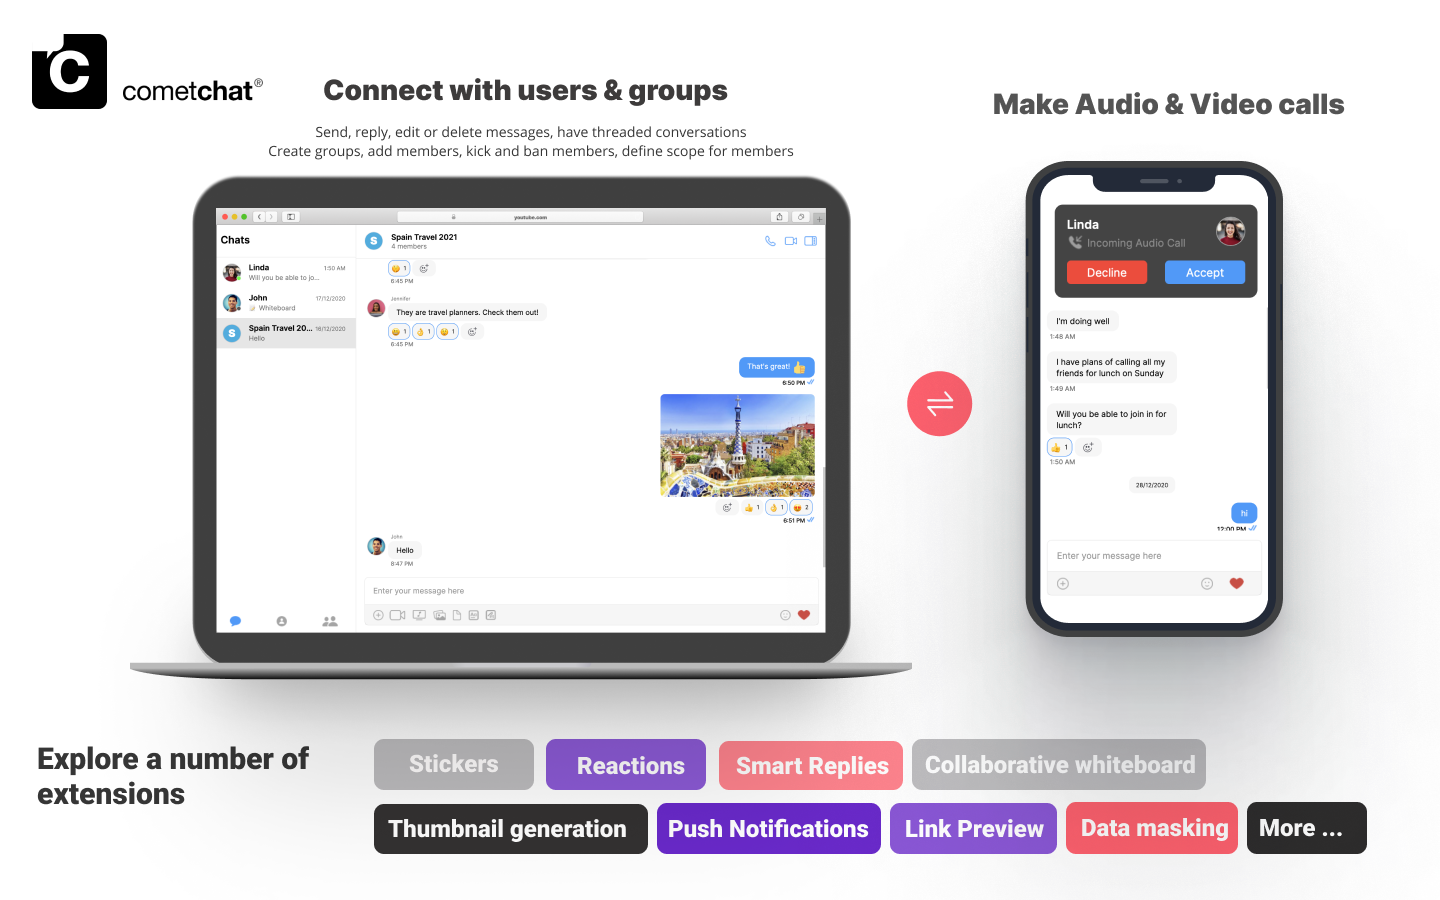 C
cometchat®
Connect with users & groups
Send, reply, edit or delete messages, have threaded conversations
Create groups, add members, kick and ban members, define scope for members
Make Audio & Video calls
youtube.com
Chats
Linda
1:50 AM
Will you be able to jo...
John
17/12/2020
Whiteboard
S
Spain Travel 20...
16/12/2020
Hello
S
Spain Travel 2021
4 members
1
6:45 PM
Jennifer
They are travel planners. Check them out!
1
1
1
6:45 PM
That's great!
6:50 PM
1
1
2
6:51 PM
John
Hello
8:47 PM
Enter your message here
Linda
Incoming Audio Call
Decline
Accept
I'm doing well
1:48 AM
I have plans of calling all my
friends for lunch on Sunday
1:49 AM
Will you be able to join in for
lunch?
1
1:50 AM
28/12/2020
hi
12:00 PM
Enter your message here
Explore a number of
extensions
Stickers
Reactions
Smart Replies
Collaborative whiteboard
Thumbnail generation
Push Notifications
Link Preview
Data masking
More ...